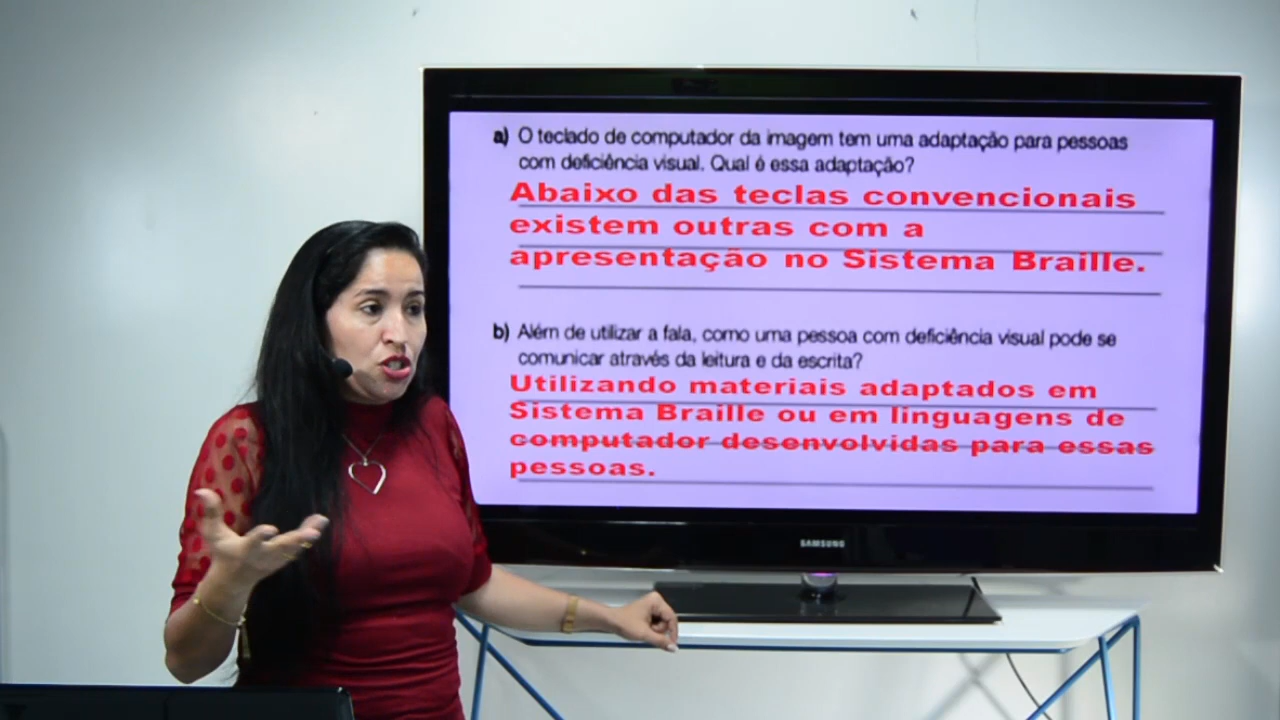 a) O teclado de computador da imagem tem uma adaptação para pessoas
com deficiência visual. Qual é essa adaptação?
Abaixo das teclas convencionais
existem outras com a
apresentação no Sistema Braille.
b) Além de utilizar a fala, como uma pessoa com deficiência visual pode se
comunicar através da leitura e da escrita?
Utilizando materiais adaptados em
Sistema Braille ou em linguagens de
computador desenvolvidas para essas
pessoas.
SAMSUNG